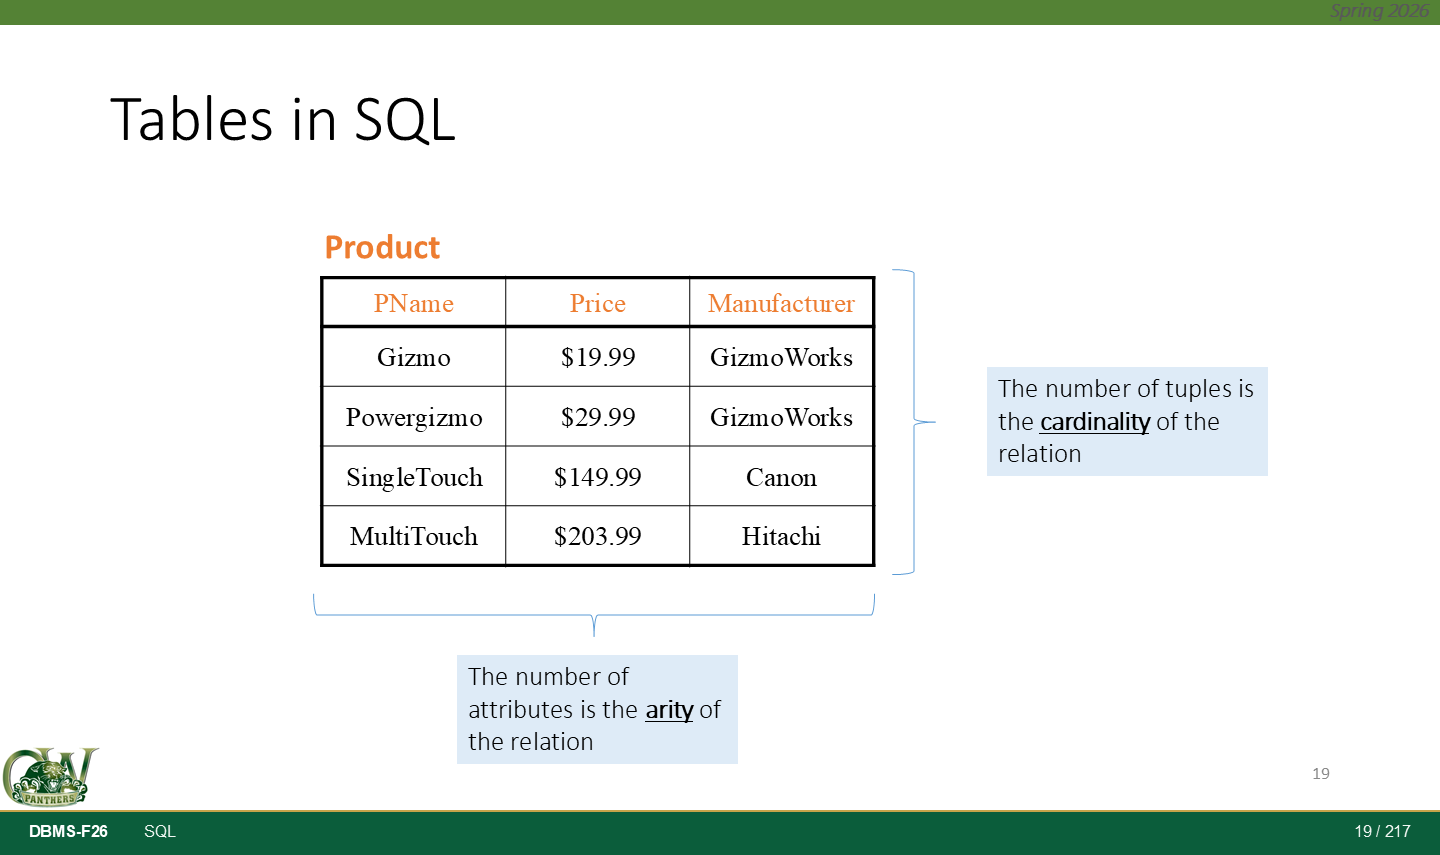 Spring 2026
Tables in SQL
Product
PName Price Manufacturer
Gizmo $19.99 GizmoWorks
Powergizmo $29.99 GizmoWorks
SingleTouch $149.99 Canon
MultiTouch $203.99 Hitachi
The number of tuples is
the cardinality of the
relation
The number of
attributes is the arity of
the relation
OW
PANTHERS
19
DBMS-F26 SQL 19 / 217